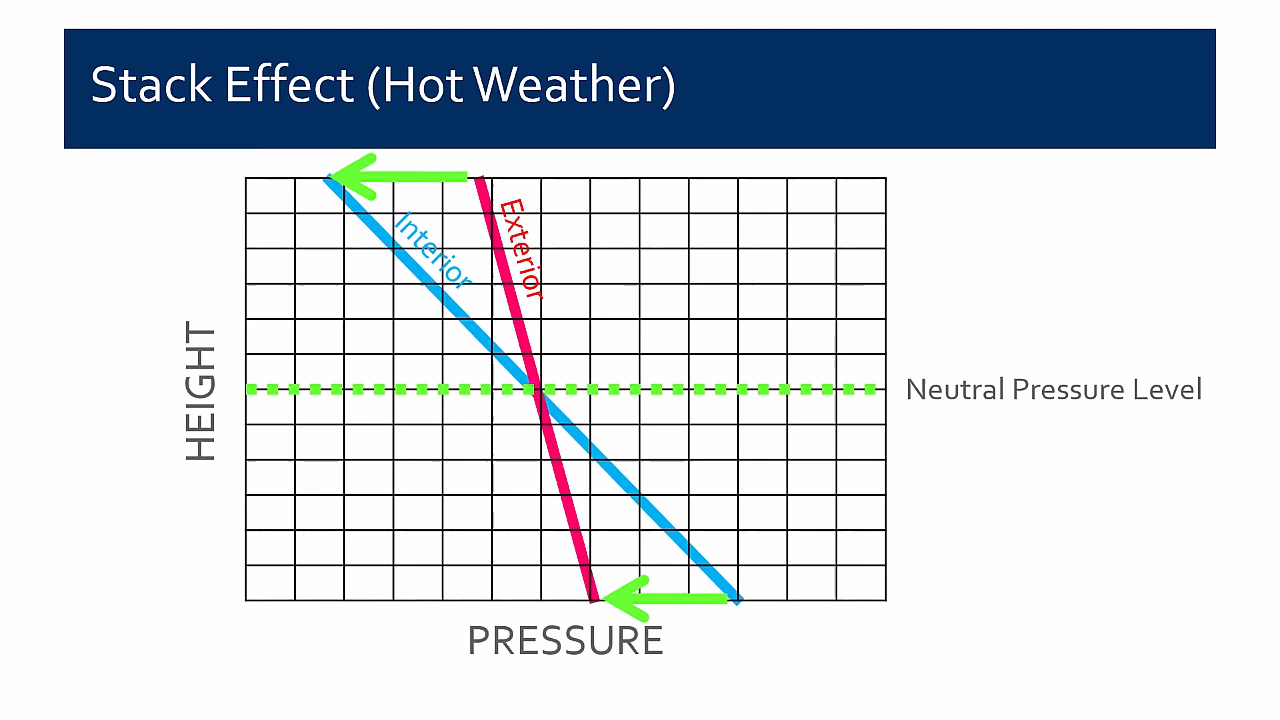 Stack Effect (Hot Weather)
Interior
Exterior
HEIGHT
Neutral Pressure Level
PRESSURE